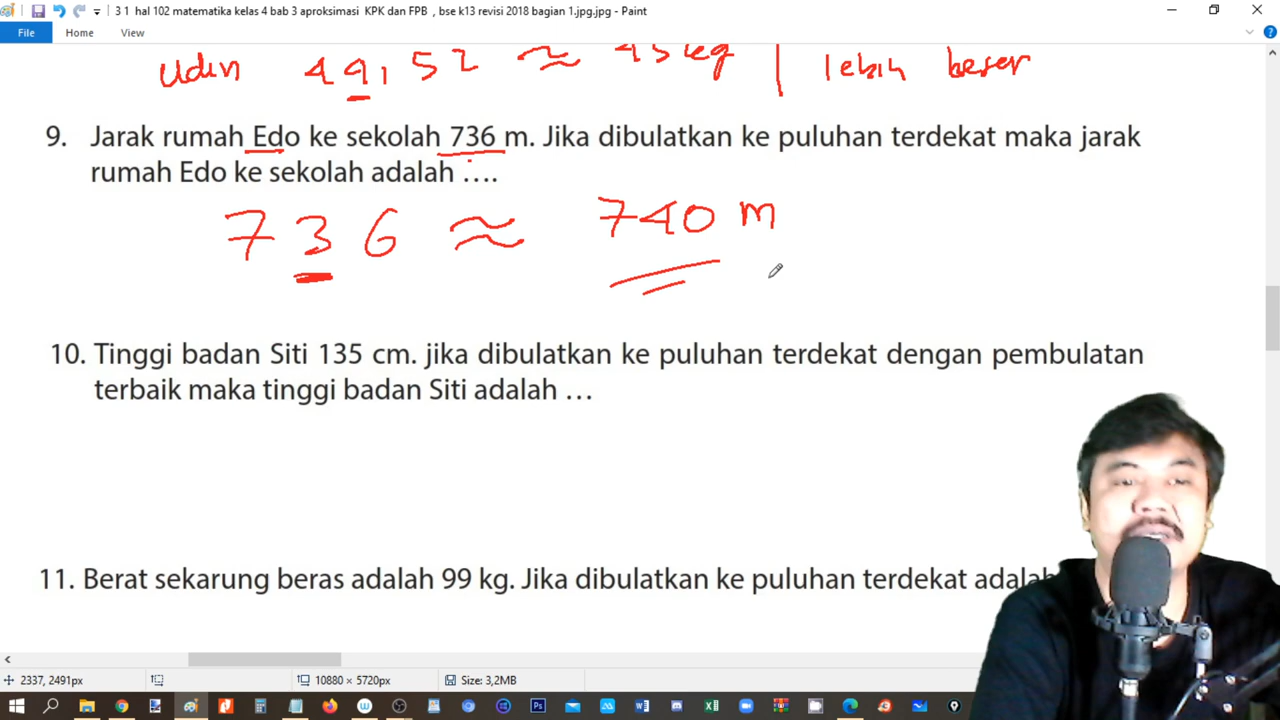 3 1 hal 102 matematika kelas 4 bab 3 aproksimasi KPK dan FPB , bse k13 revisi 2018 bagian 1.jpg.jpg - Paint
File Home View
udin 44,52 ≈ 45 kg | lebih besar
9. Jarak rumah Edo ke sekolah 736 m. Jika dibulatkan ke puluhan terdekat maka jarak
rumah Edo ke sekolah adalah ….
736 ≈ 740 m
10. Tinggi badan Siti 135 cm. jika dibulatkan ke puluhan terdekat dengan pembulatan
terbaik maka tinggi badan Siti adalah …
11. Berat sekarung beras adalah 99 kg. Jika dibulatkan ke puluhan terdekat adalah
2337, 2491px 10880 × 5720px Size: 3,2MB